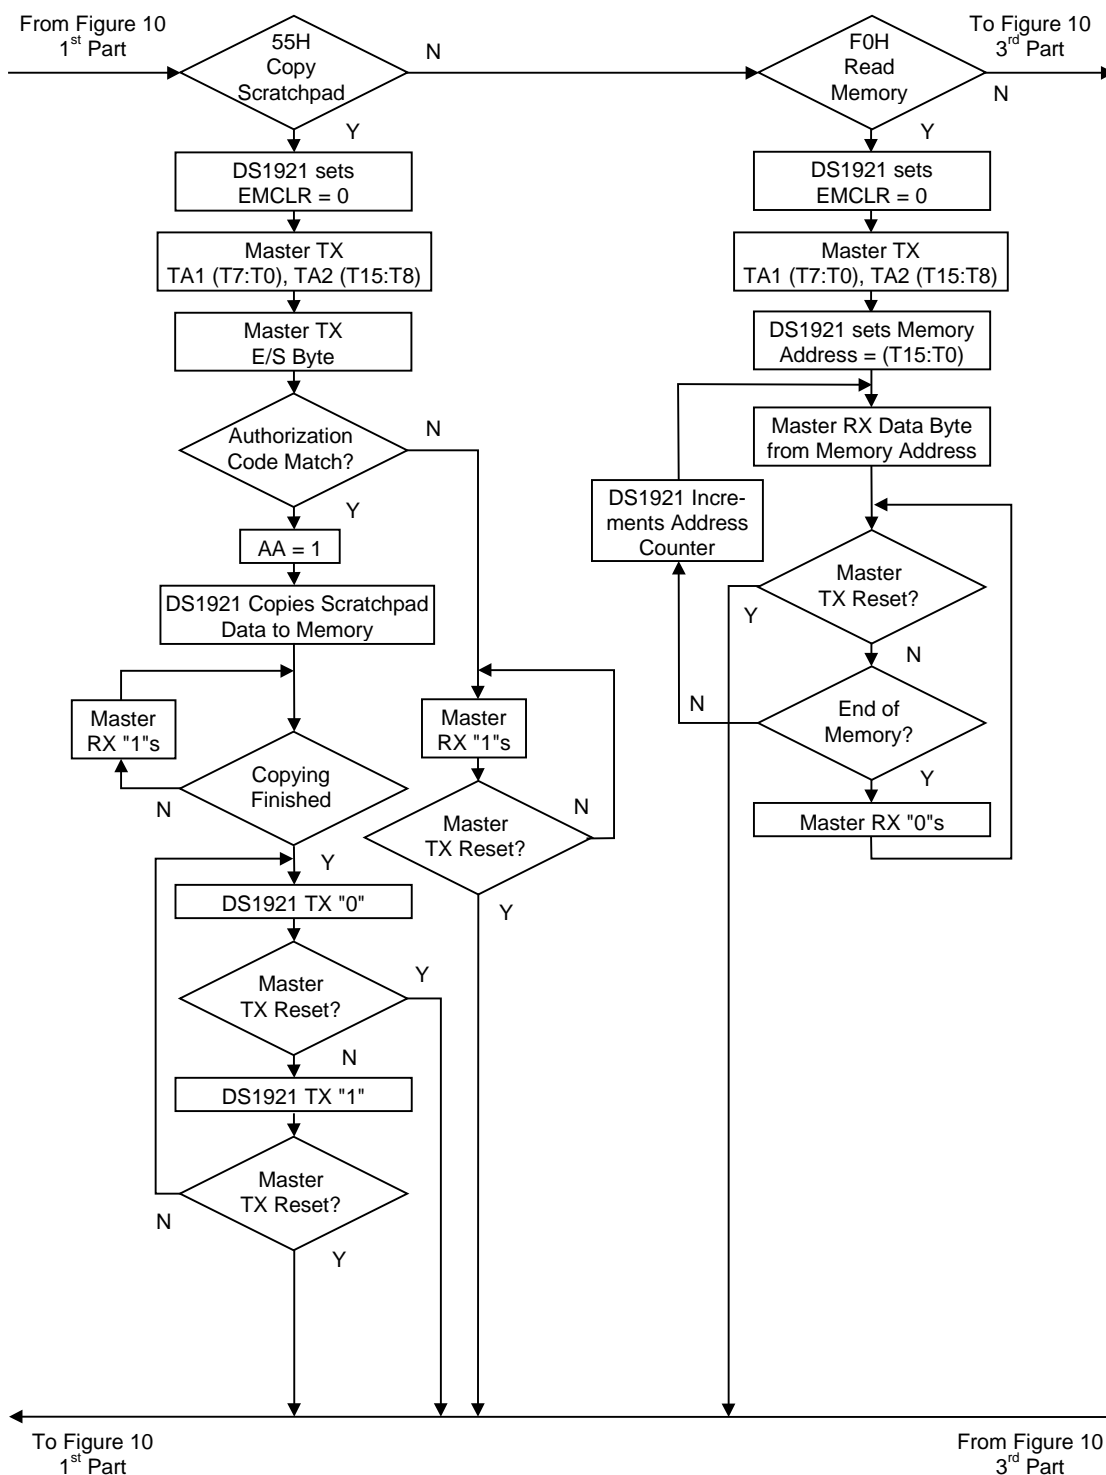 From Figure 10
1st Part
55H
Copy
Scratchpad
N
Y
F0H
Read
Memory
To Figure 10
3rd Part
N
Y
DS1921 sets
EMCLR = 0
Master TX
TA1 (T7:T0), TA2 (T15:T8)
Master TX
E/S Byte
Authorization
Code Match?
N
Y
AA = 1
DS1921 Copies Scratchpad
Data to Memory
Master
RX "1"s
Copying
Finished
N
Y
DS1921 TX "0"
Master
TX Reset?
Y
N
DS1921 TX "1"
Master
TX Reset?
N
Y
Master
RX "1"s
Master
TX Reset?
N
Y
DS1921 sets
EMCLR = 0
Master TX
TA1 (T7:T0), TA2 (T15:T8)
DS1921 sets Memory
Address = (T15:T0)
Master RX Data Byte
from Memory Address
DS1921 Incre-
ments Address
Counter
Master
TX Reset?
Y
N
End of
Memory?
N
Y
Master RX "0"s
To Figure 10
1st Part
From Figure 10
3rd Part